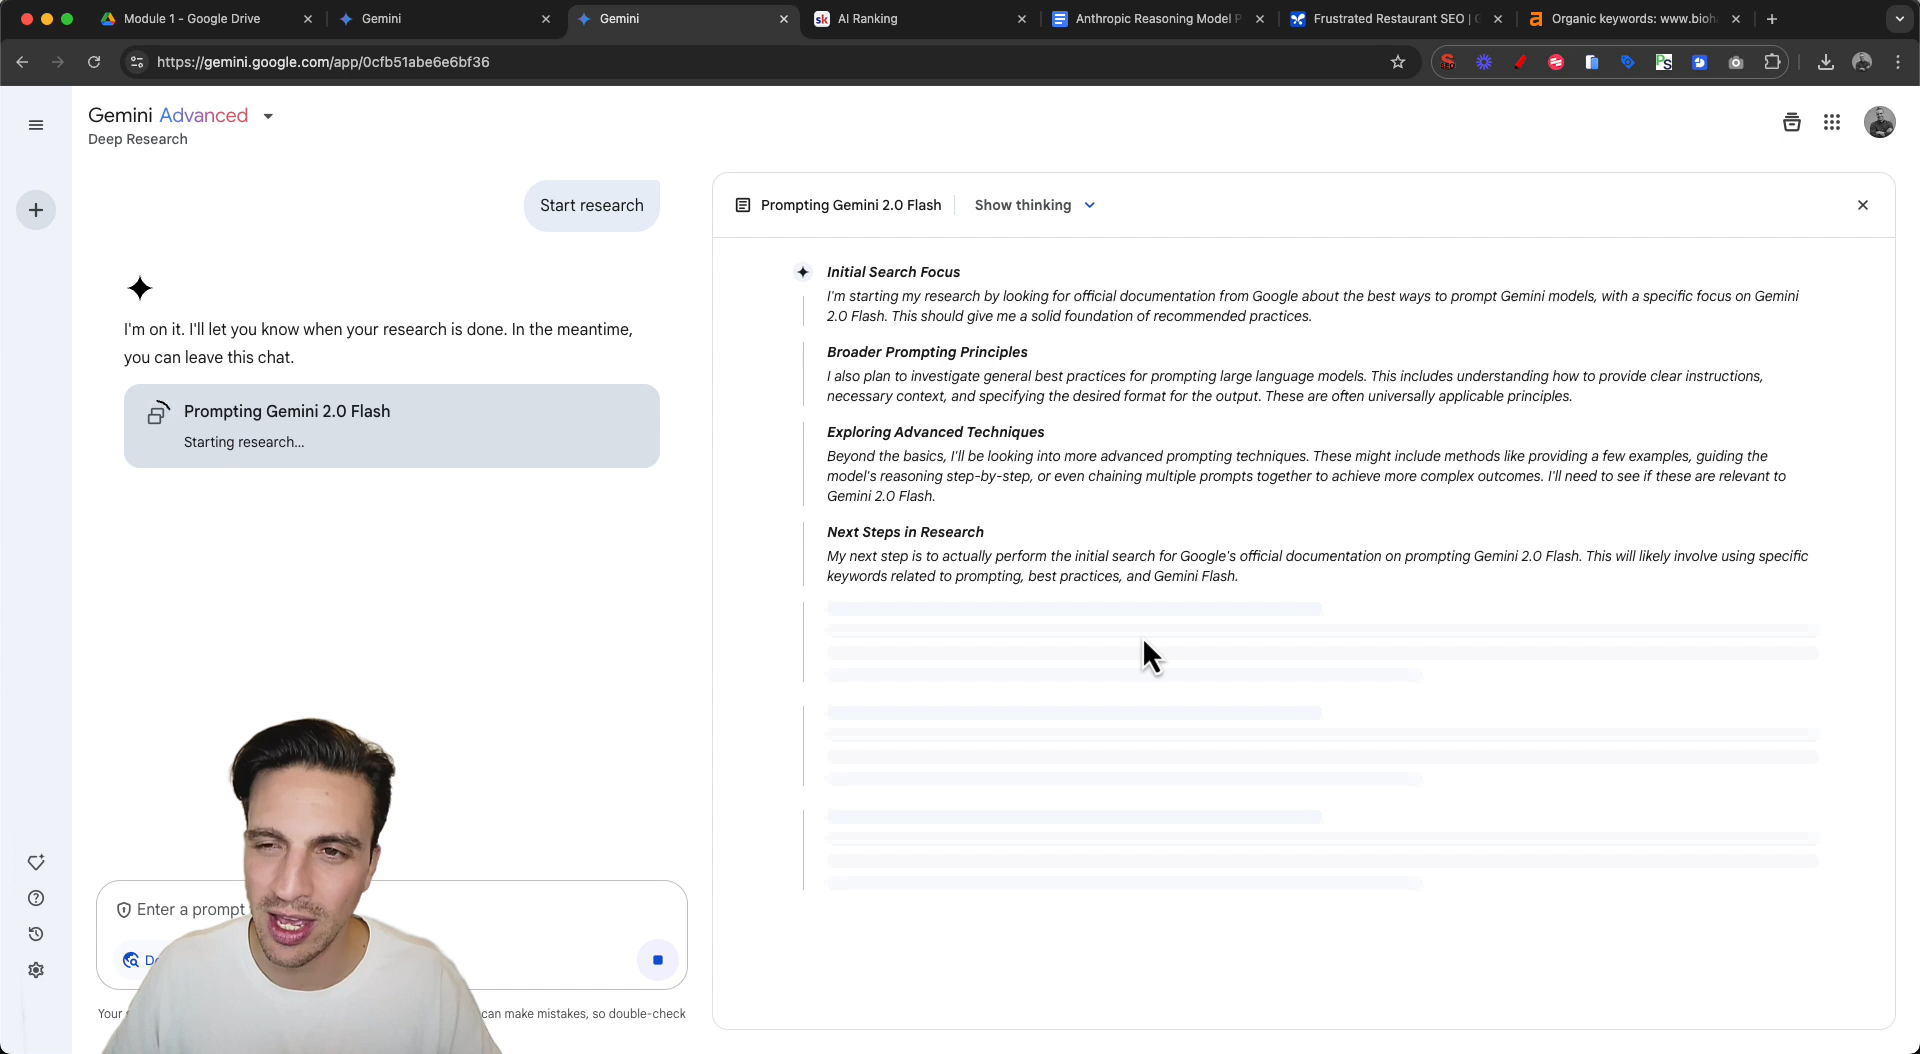 Module 1 - Google Drive
Gemini
Gemini
AI Ranking
Anthropic Reasoning Model P
Frustrated Restaurant SEO |
Organic keywords: www.bioh
https://gemini.google.com/app/0cfb51abe6e6bf36
Gemini Advanced
Deep Research
Start research
I'm on it. I'll let you know when your research is done. In the meantime,
you can leave this chat.
Prompting Gemini 2.0 Flash
Starting research...
Enter a prompt
Your
can make mistakes, so double-check
Prompting Gemini 2.0 Flash
Show thinking
Initial Search Focus
I'm starting my research by looking for official documentation from Google about the best ways to prompt Gemini models, with a specific focus on Gemini
2.0 Flash. This should give me a solid foundation of recommended practices.
Broader Prompting Principles
I also plan to investigate general best practices for prompting large language models. This includes understanding how to provide clear instructions,
necessary context, and specifying the desired format for the output. These are often universally applicable principles.
Exploring Advanced Techniques
Beyond the basics, I'll be looking into more advanced prompting techniques. These might include methods like providing a few examples, guiding the
model's reasoning step-by-step, or even chaining multiple prompts together to achieve more complex outcomes. I'll need to see if these are relevant to
Gemini 2.0 Flash.
Next Steps in Research
My next step is to actually perform the initial search for Google's official documentation on prompting Gemini 2.0 Flash. This will likely involve using specific
keywords related to prompting, best practices, and Gemini Flash.